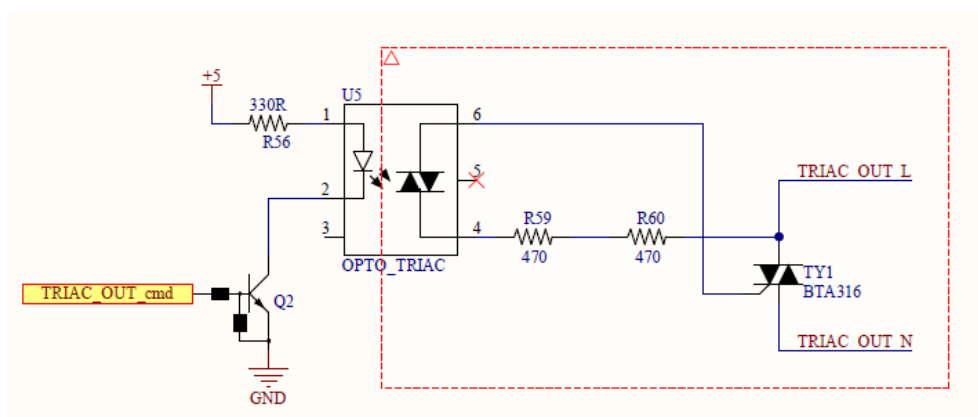 +5
U5
330R
R56
1
2
3
6
5
4
OPTO_TRIAC
R59
470
R60
470
TRIAC_OUT_L
TY1
BTA316
TRIAC_OUT_N
TRIAC_OUT_cmd
Q2
GND